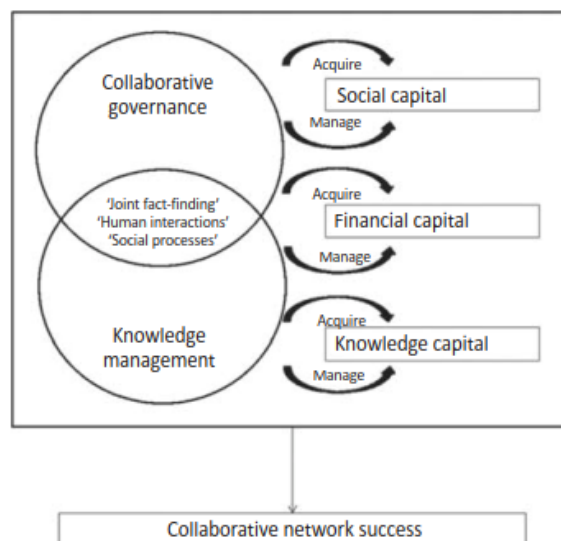 Collaborative
governance
Acquire
Social capital
Manage
‘Joint fact-finding’
‘Human interactions’
‘Social processes’
Acquire
Financial capital
Manage
Knowledge
management
Acquire
Knowledge capital
Manage
Collaborative network success